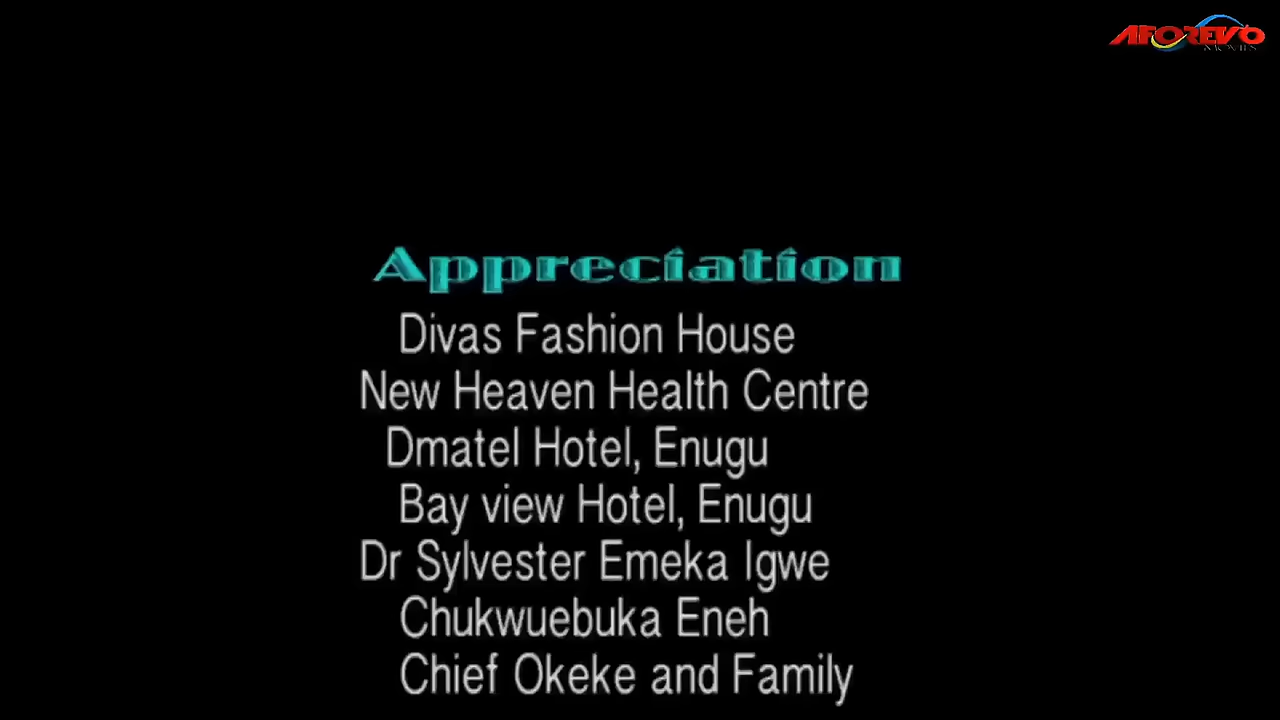 AFOREVO
MOVIES
Appreciation
Divas Fashion House
New Heaven Health Centre
Dmatel Hotel, Enugu
Bay view Hotel, Enugu
Dr Sylvester Emeka Igwe
Chukwuebuka Eneh
Chief Okeke and Family